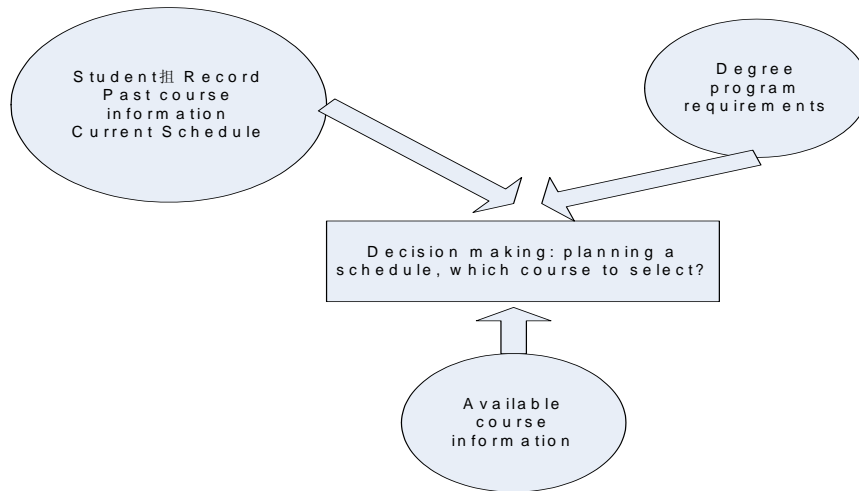 Student担 Record
Past course
information
Current Schedule
Degree
program
requirements
Decision making: planning a
schedule, which course to select?
Available
course
information